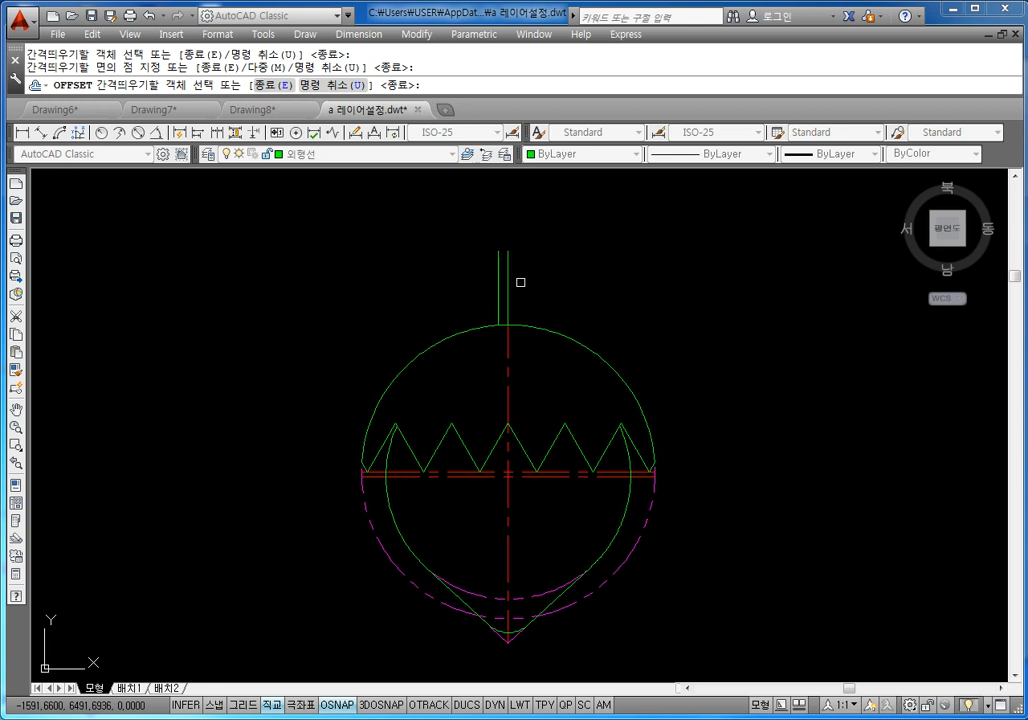 AutoCAD Classic C:\Users\USER\AppDat...\a 레이어설정.dwt 키워드 또는 구절 입력 로그인
File Edit View Insert Format Tools Draw Dimension Modify Parametric Window Help Express
간격띄우기할 객체 선택 또는 [종료(E)/명령 취소(U)] <종료>:
간격띄우기할 면의 점 지정 또는 [종료(E)/다중(M)/명령 취소(U)] <종료>:
OFFSET 간격띄우기할 객체 선택 또는 [종료(E) 명령 취소(U)] <종료>:
Drawing6* Drawing7* Drawing8* a 레이어설정.dwt*
ISO-25 Standard ISO-25 Standard Standard
AutoCAD Classic 외형선 ByLayer ByLayer ByLayer ByColor
북
서 평면도 동
남
WCS
Y
X
모형 배치1 배치2
-1591,6600, 6491,6936, 0,0000 INFER 스냅 그리드 직교 극좌표 OSNAP 3DOSNAP OTRACK DUCS DYN LWT TPY QP SC AM 모형 1:1